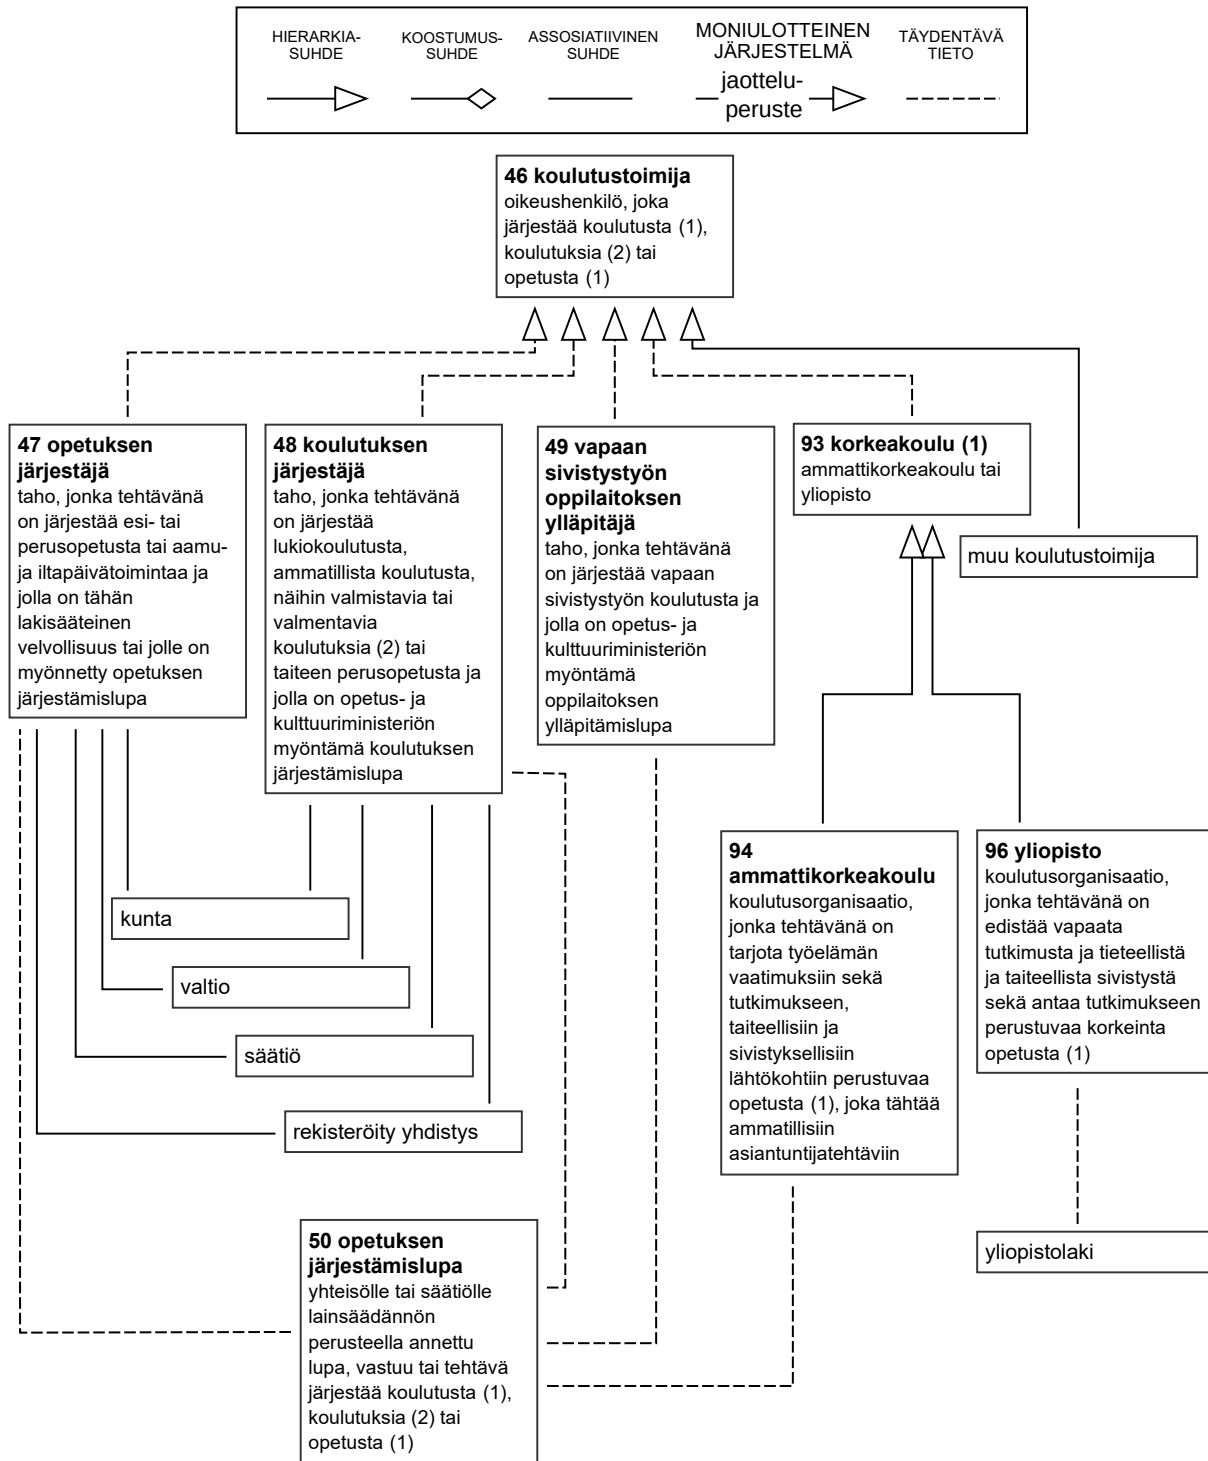 HIERARKIA-
SUHDE
KOOSTUMUS-
SUHDE
ASSOSIATIIVINEN
SUHDE
MONIULOTTEINEN
JÄRJESTELMÄ
jaottelu-
peruste
TÄYDENTÄVÄ
TIETO
46 koulutustoimija
oikeushenkilö, joka
järjestää koulutusta (1),
koulutuksia (2) tai
opetusta (1)
47 opetuksen
järjestäjä
taho, jonka tehtävänä
on järjestää esi- tai
perusopetusta tai aamu-
ja iltapäivätoimintaa ja
jolla on tähän
lakisääteinen
velvollisuus tai jolle on
myönnetty opetuksen
järjestämislupa
48 koulutuksen
järjestäjä
taho, jonka tehtävänä
on järjestää
lukiokoulutusta,
ammatillista koulutusta,
näihin valmistavia tai
valmentavia
koulutuksia (2) tai
taiteen perusopetusta ja
jolla on opetus- ja
kulttuuriministeriön
myöntämä koulutuksen
järjestämislupa
49 vapaan
sivistystyön
oppilaitoksen
ylläpitäjä
taho, jonka tehtävänä
on järjestää vapaan
sivistystyön koulutusta ja
jolla on opetus- ja
kulttuuriministeriön
myöntämä
oppilaitoksen
ylläpitämislupa
93 korkeakoulu (1)
ammattikorkeakoulu tai
yliopisto
muu koulutustoimija
94
ammattikorkeakoulu
koulutusorganisaatio,
jonka tehtävänä on
tarjota työelämän
vaatimuksiin sekä
tutkimukseen,
taiteellisiin ja
sivistyksellisiin
lähtökohtiin perustuvaa
opetusta (1), joka tähtää
ammatillisiin
asiantuntijatehtäviin
96 yliopisto
koulutusorganisaatio,
jonka tehtävänä on
edistää vapaata
tutkimusta ja tieteellistä
ja taiteellista sivistystä
sekä antaa tutkimukseen
perustuvaa korkeinta
opetusta (1)
kunta
valtio
säätiö
rekisteröity yhdistys
yliopistolaki
50 opetuksen
järjestämislupa
yhteisölle tai säätiölle
lainsäädännön
perusteella annettu
lupa, vastuu tai tehtävä
järjestää koulutusta (1),
koulutuksia (2) tai
opetusta (1)